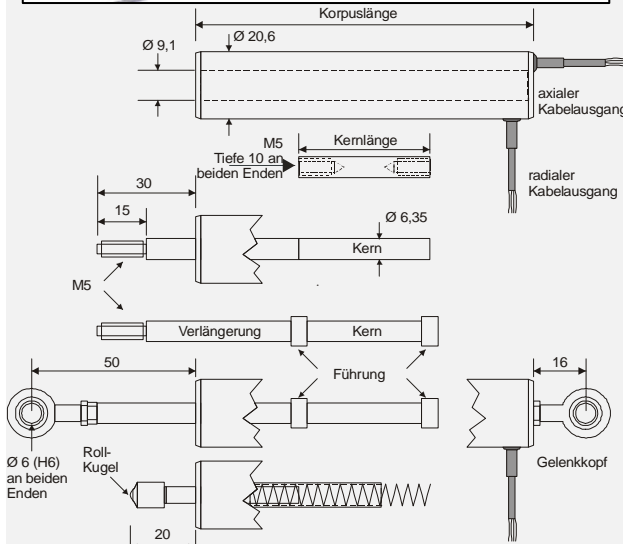 Korpuslänge
Ø 9,1
Ø 20,6
axialer
Kabelausgang
M5
Tiefe 10 an
beiden Enden
Kernlänge
radialer
Kabelausgang
30
15
Ø 6,35
Kern
M5
Verlängerung
Kern
50
Führung
16
Ø 6 (H6)
an beiden
Enden
Roll-
Kugel
Gelenkkopf
20